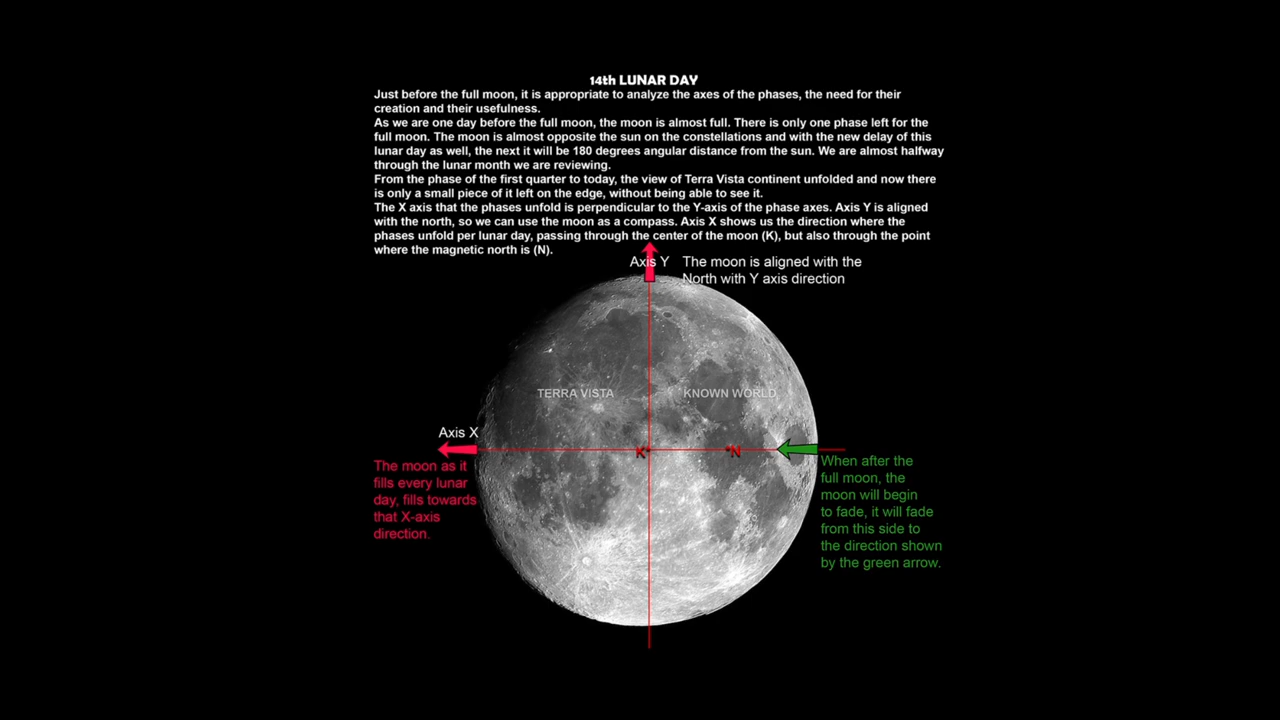 14th LUNAR DAY
Just before the full moon, it is appropriate to analyze the axes of the phases, the need for their
creation and their usefulness.
As we are one day before the full moon, the moon is almost full. There is only one phase left for the
full moon. The moon is almost opposite the sun on the constellations and with the new delay of this
lunar day as well, the next it will be 180 degrees angular distance from the sun. We are almost halfway
through the lunar month we are reviewing.
From the phase of the first quarter to today, the view of Terra Vista continent unfolded and now there
is only a small piece of it left on the edge, without being able to see it.
The X axis that the phases unfold is perpendicular to the Y-axis of the phase axes. Axis Y is aligned
with the north, so we can use the moon as a compass. Axis X shows us the direction where the
phases unfold per lunar day, passing through the center of the moon (K), but also through the point
where the magnetic north is (N).
Axis Y
The moon is aligned with the
North with Y axis direction
TERRA VISTA
KNOWN WORLD
Axis X
K
N
The moon as it
fills every lunar
day, fills towards
that X-axis
direction.
When after the
full moon, the
moon will begin
to fade, it will fade
from this side to
the direction shown
by the green arrow.